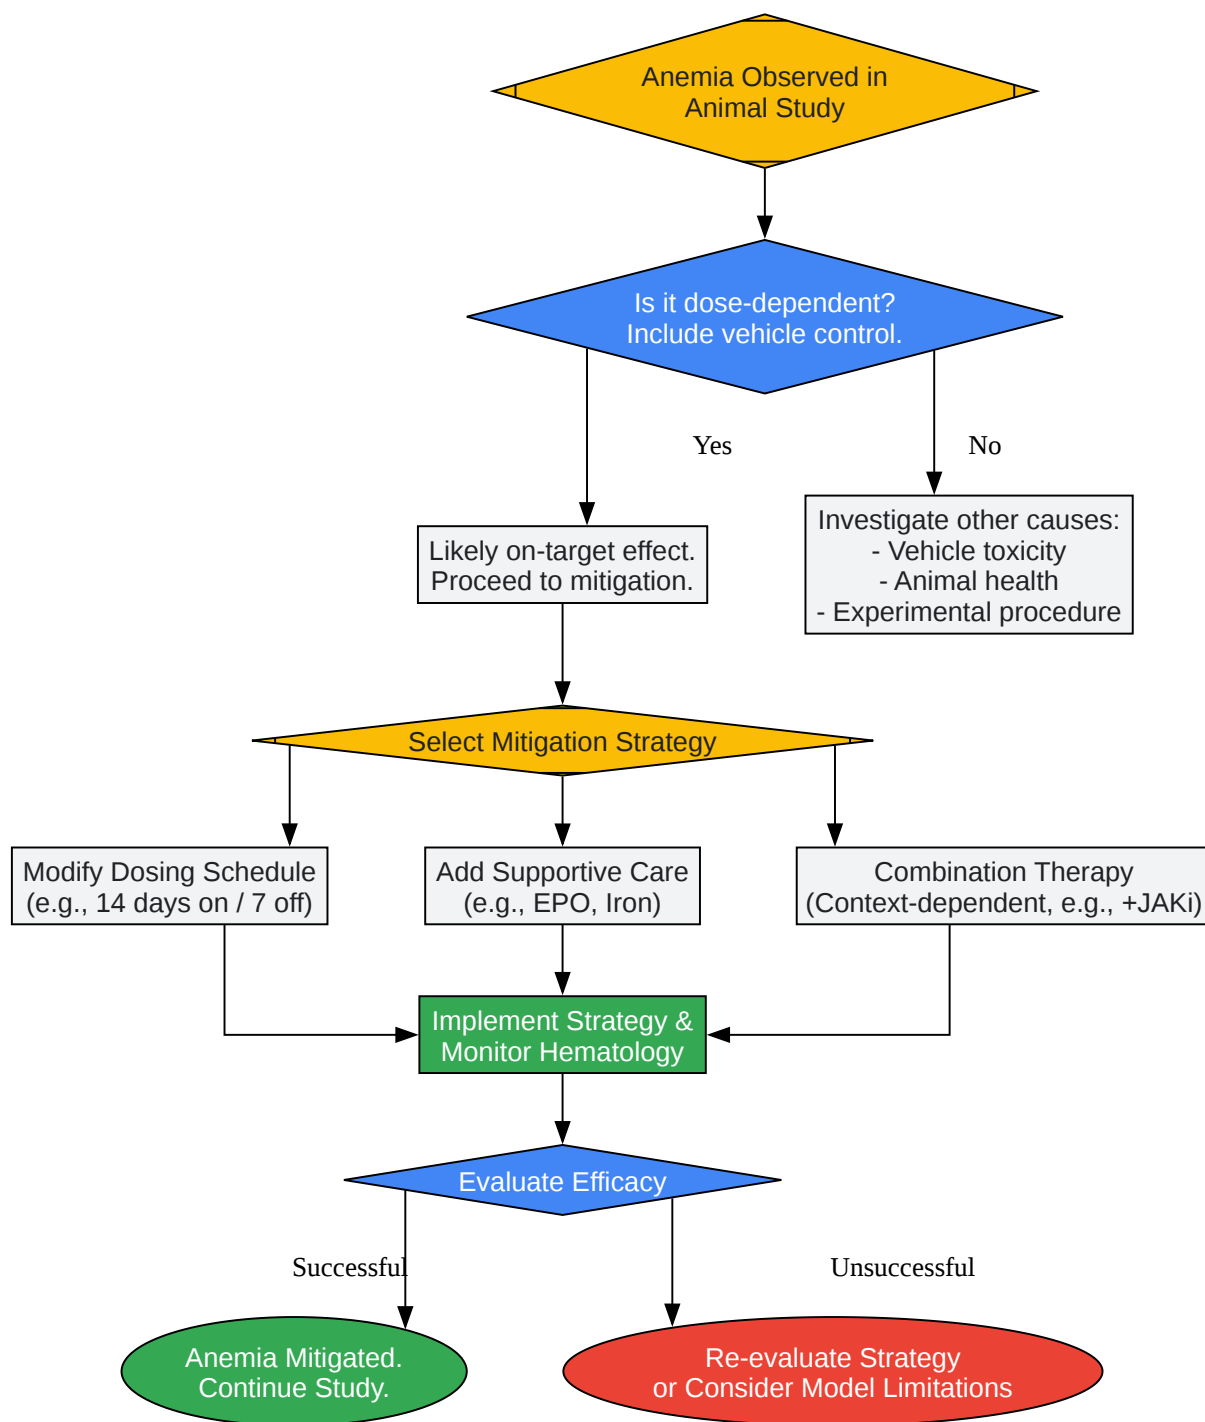 Anemia Observed in
Animal Study
Is it dose-dependent?
Include vehicle control.
Yes
No
Likely on-target effect.
Proceed to mitigation.
Investigate other causes:
- Vehicle toxicity
- Animal health
- Experimental procedure
Select Mitigation Strategy
Modify Dosing Schedule
(e.g., 14 days on / 7 off)
Add Supportive Care
(e.g., EPO, Iron)
Combination Therapy
(Context-dependent, e.g., +JAKi)
Implement Strategy &
Monitor Hematology
Evaluate Efficacy
Successful
Unsuccessful
Anemia Mitigated.
Continue Study.
Re-evaluate Strategy
or Consider Model Limitations